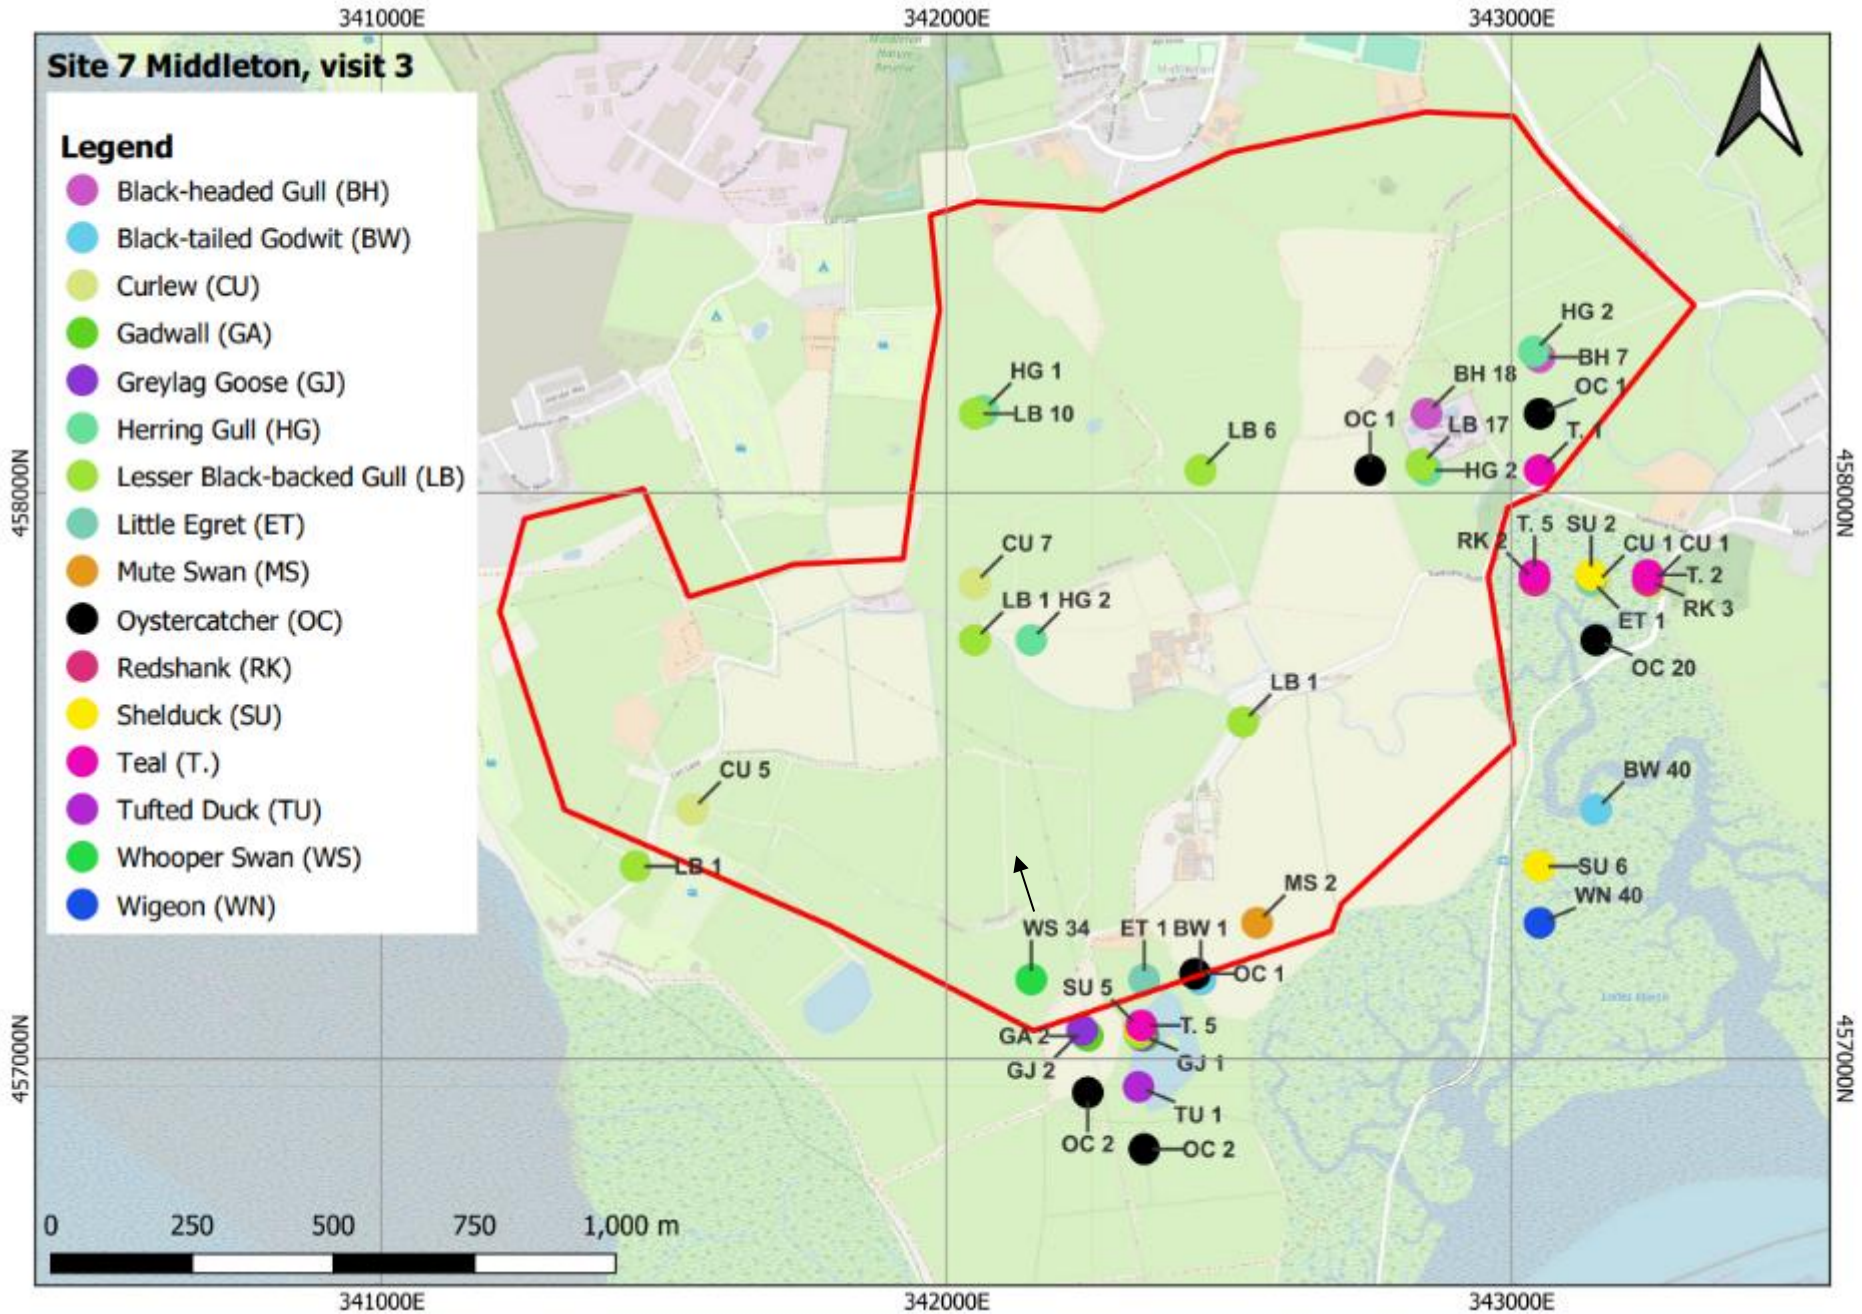 341000E
342000E
343000E
Site 7 Middleton, visit 3
Legend
Black-headed Gull (BH)
Black-tailed Godwit (BW)
Curlew (CU)
Gadwall (GA)
Greylag Goose (GJ)
Herring Gull (HG)
Lesser Black-backed Gull (LB)
Little Egret (ET)
Mute Swan (MS)
Oystercatcher (OC)
Redshank (RK)
Shelduck (SU)
Teal (T.)
Tufted Duck (TU)
Whooper Swan (WS)
Wigeon (WN)
Middleton
Nature
Reserve
Middleton
HG 2
BH 7
HG 1
BH 18
OC 1
LB 10
OC 1
LB 17
LB 6
T. 1
HG 2
458000N
458000N
T. 5
SU 2
RK 2
CU 1
CU 1
CU 7
T. 2
LB 1
HG 2
RK 3
ET 1
OC 20
LB 1
CU 5
BW 40
LB 1
SU 6
MS 2
WN 40
WS 34
ET 1
BW 1
OC 1
SU 5
GA 2
T. 5
GJ 2
GJ 1
457000N
457000N
TU 1
OC 2
OC 2
0
250
500
750
1,000 m
341000E
342000E
343000E